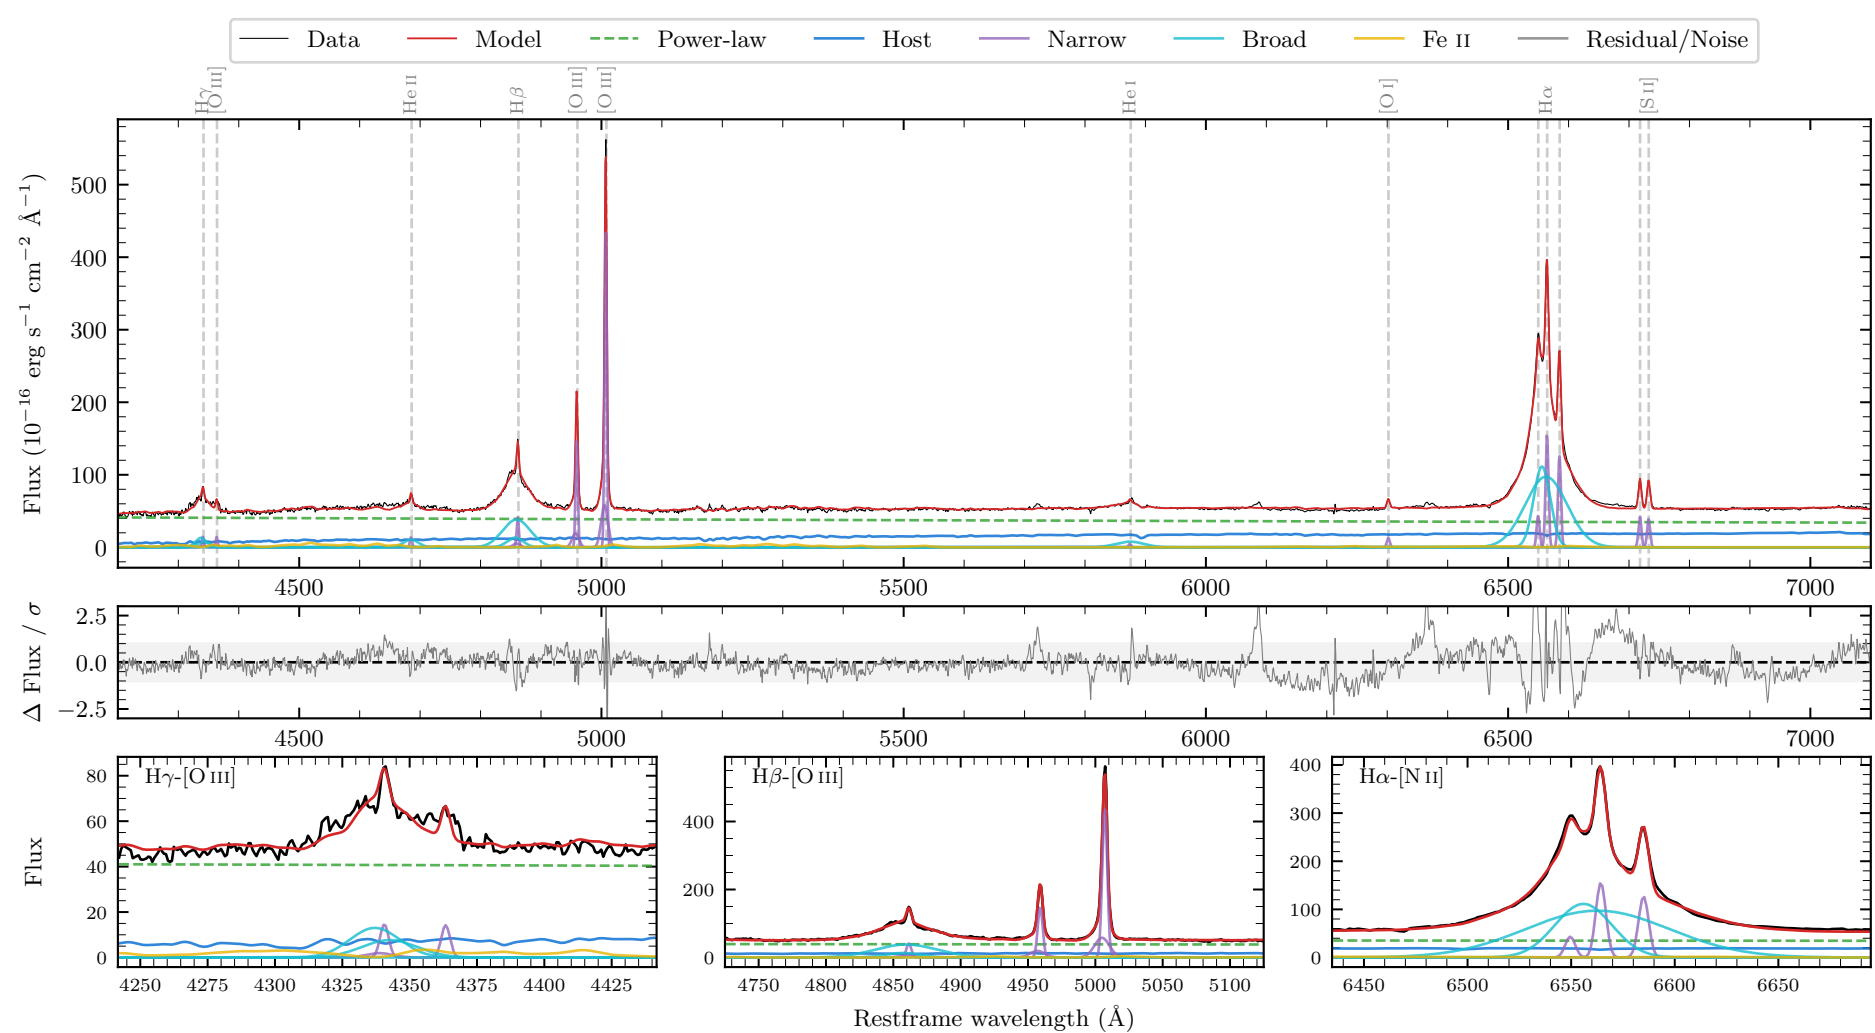 Data Model Power-law Host Narrow Broad Fe II Residual/Noise
Hγ [O III] He II Hβ [O III] [O III] He I [O I] Hα [S II]
Flux (10⁻¹⁶ erg s⁻¹ cm⁻² Å⁻¹)
500
400
300
200
100
0
4500 5000 5500 6000 6500 7000
Δ Flux / σ
2.5
0.0
−2.5
4500 5000 5500 6000 6500 7000
Flux
Hγ-[O III]
80
60
40
20
0
4250 4275 4300 4325 4350 4375 4400 4425
Hβ-[O III]
400
200
0
4750 4800 4850 4900 4950 5000 5050 5100
Hα-[N II]
400
300
200
100
0
6450 6500 6550 6600 6650
Restframe wavelength (Å)